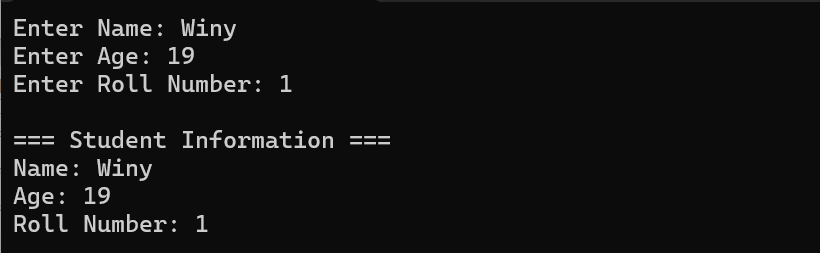 Enter Name: Winy
Enter Age: 19
Enter Roll Number: 1
=== Student Information ===
Name: Winy
Age: 19
Roll Number: 1